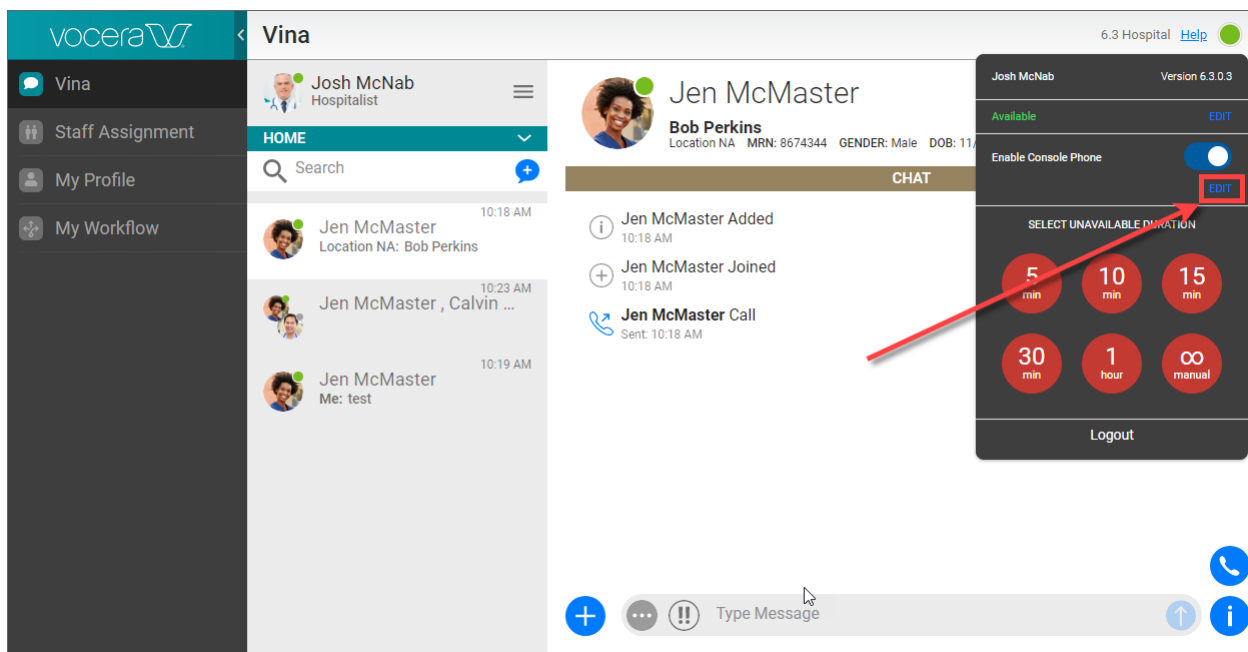 vocera
Vina
6.3 Hospital Help
Vina
Staff Assignment
My Profile
My Workflow
Josh McNab
Hospitalist
HOME
Search
10:18 AM
Jen McMaster
Location NA: Bob Perkins
10:23 AM
Jen McMaster , Calvin ...
10:19 AM
Jen McMaster
Me: test
Jen McMaster
Bob Perkins
Location NA MRN: 8674344 GENDER: Male DOB: 11/
CHAT
Jen McMaster Added
10:18 AM
Jen McMaster Joined
10:18 AM
Jen McMaster Call
Sent: 10:18 AM
Type Message
Josh McNab Version 6.3.0.3
Available EDIT
Enable Console Phone
EDIT
SELECT UNAVAILABLE DURATION
5 min
10 min
15 min
30 min
1 hour
∞ manual
Logout